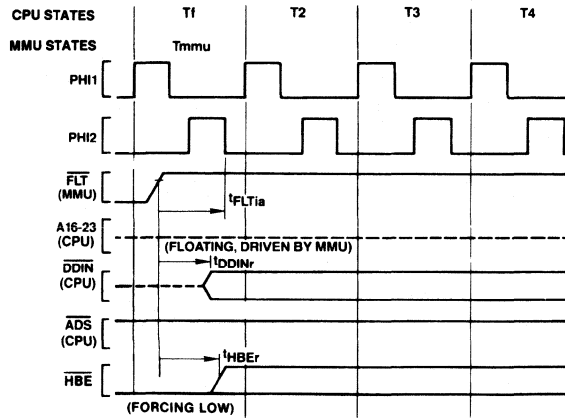 CPU STATES Tf T2 T3 T4
MMU STATES Tmmu
PHI1
PHI2
FLT
(MMU)
tFLTia
A16-23
(CPU)
(FLOATING, DRIVEN BY MMU)
DDIN
(CPU)
tDDINr
ADS
(CPU)
tHBEr
HBE
(FORCING LOW)